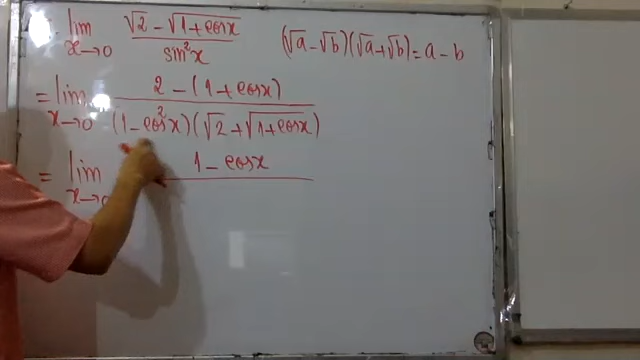 lim x→0 (√2 − √1+cosx) / sin²x (√a − √b)(√a + √b) = a − b
= lim x→0 2 − (1 + cosx) / (1 − cos²x)(√2 + √1+cosx)
= lim x→0 1 − cosx